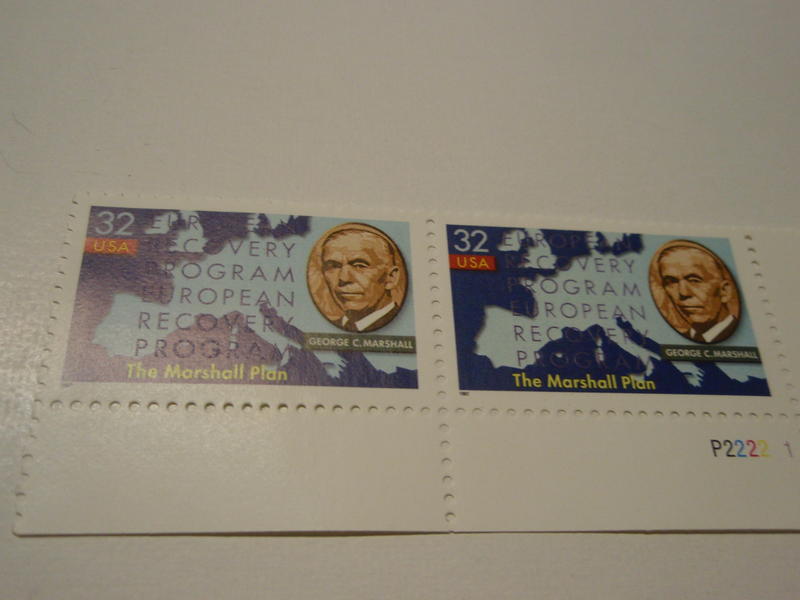 32
USA
EUROPEAN
RECOVERY
PROGRAM
EUROPEAN
RECOVERY
PROGRAM
GEORGE C. MARSHALL
The Marshall Plan
32
USA
EUROPEAN
RECOVERY
PROGRAM
EUROPEAN
RECOVERY
PROGRAM
GEORGE C. MARSHALL
The Marshall Plan
P2222 1